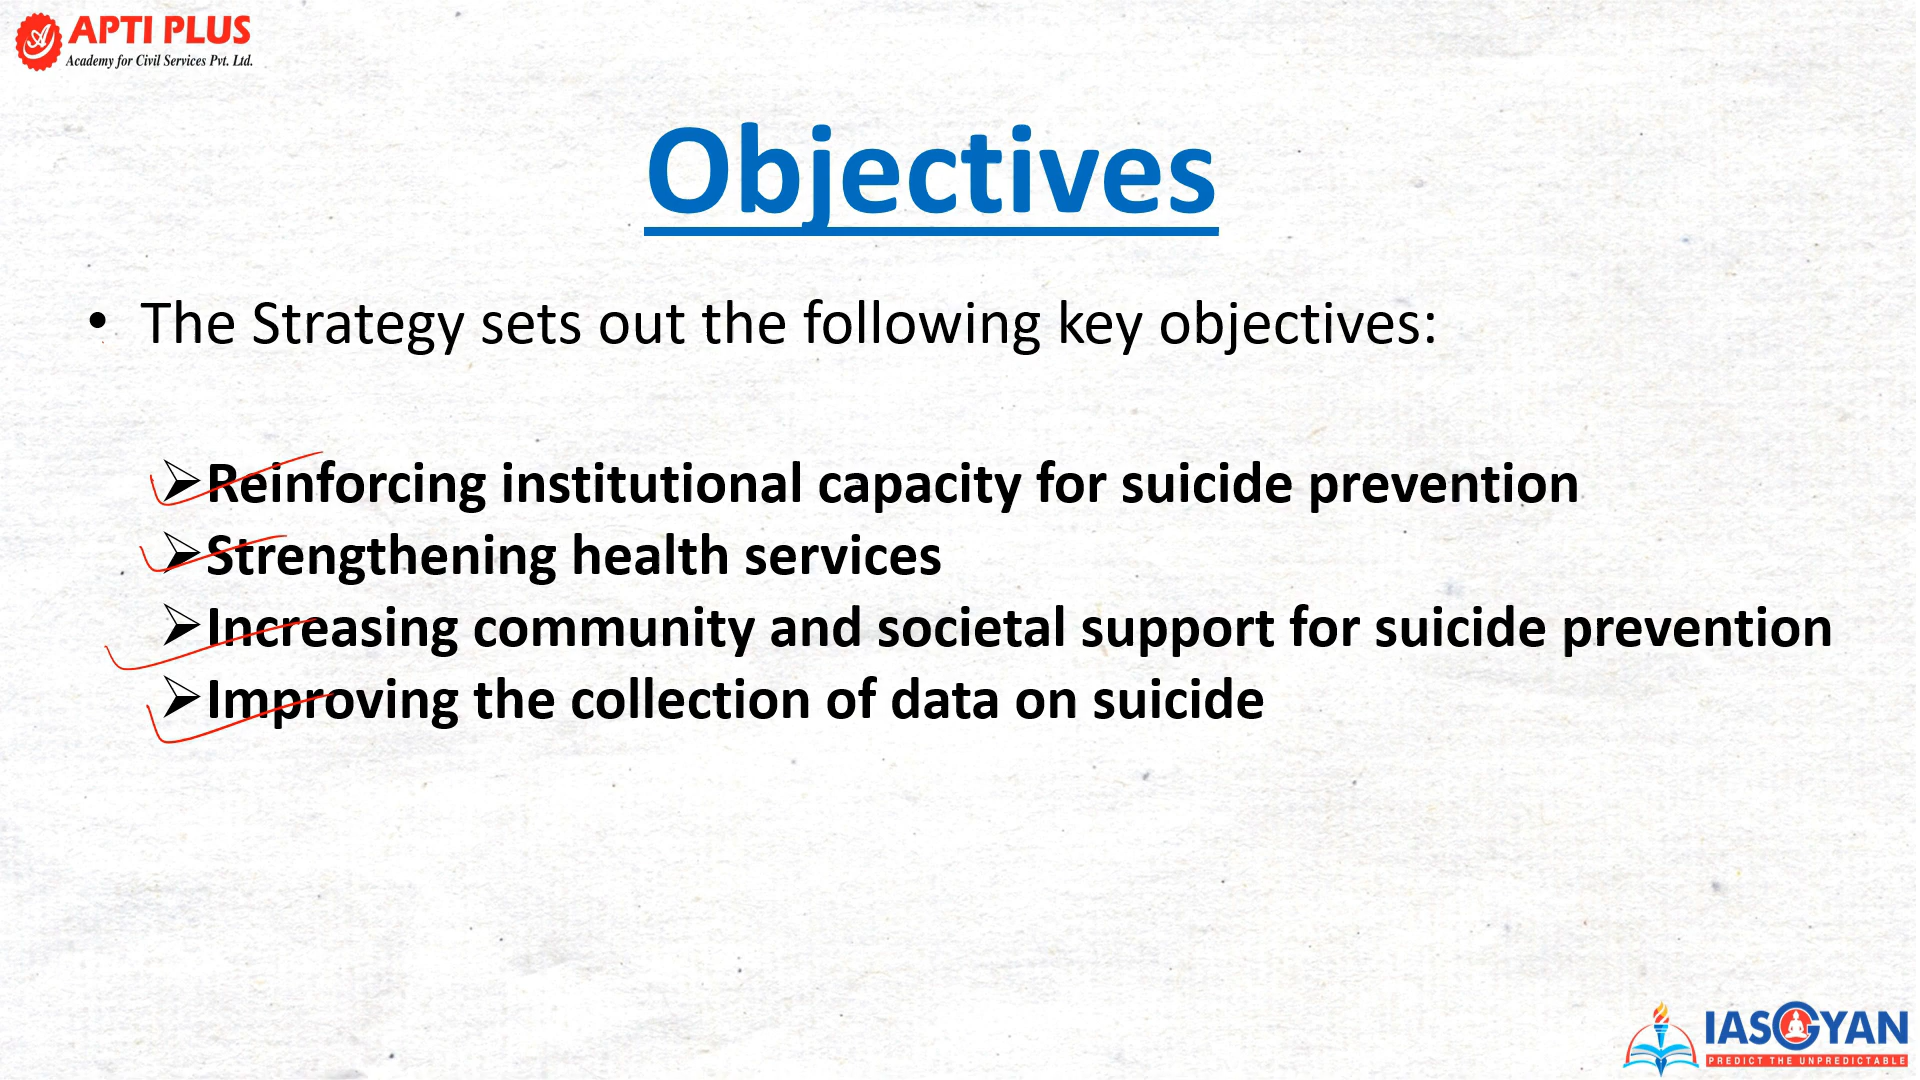 APTI PLUS
Academy for Civil Services Pvt. Ltd.
Objectives
• The Strategy sets out the following key objectives:
➢Reinforcing institutional capacity for suicide prevention
➢Strengthening health services
➢Increasing community and societal support for suicide prevention
➢Improving the collection of data on suicide
IASGYAN
PREDICT THE UNPREDICTABLE